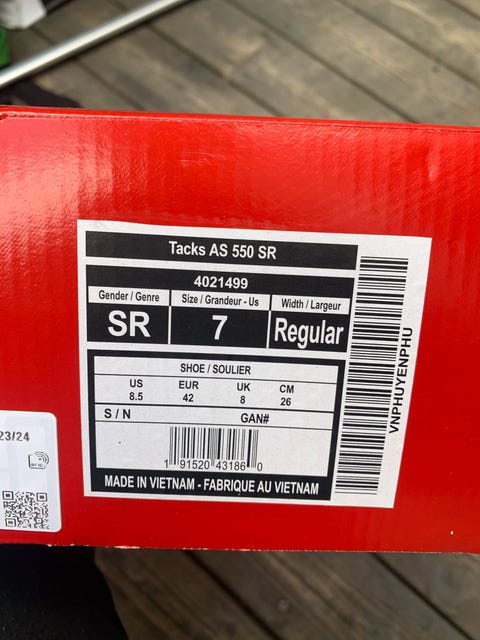 Tacks AS 550 SR
4021499
Gender / Genre Size / Grandeur - Us Width / Largeur
SR 7 Regular
SHOE / SOULIER
US EUR UK CM
8.5 42 8 26
S / N GAN#
1 91520 43186 0
MADE IN VIETNAM - FABRIQUE AU VIETNAM
VNPHUYENPHU
23/24